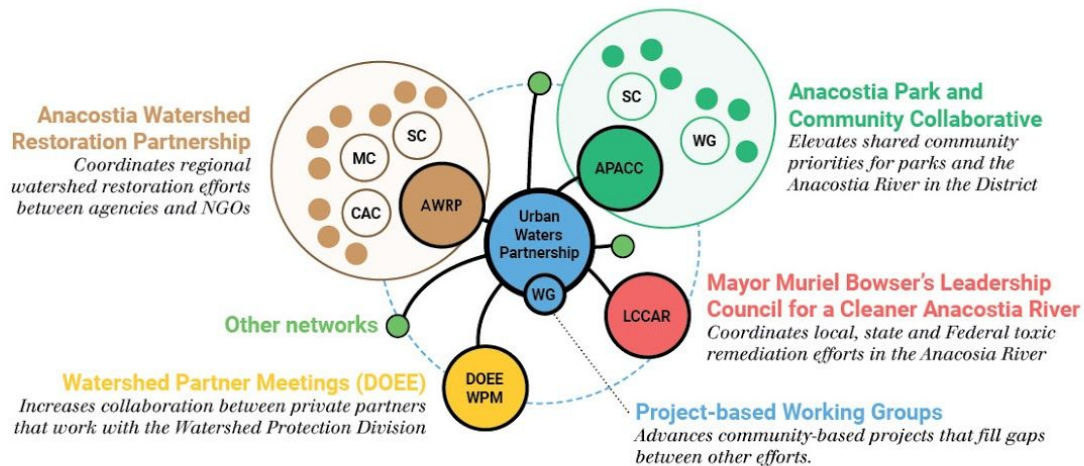 Anacostia Watershed
Restoration Partnership
Coordinates regional
watershed restoration efforts
between agencies and NGOs
SC
MC
CAC
AWRP
SC
WG
APACC
Anacostia Park and
Community Collaborative
Elevates shared community
priorities for parks and the
Anacostia River in the District
Urban
Waters
Partnership
WG
LCCAR
Mayor Muriel Bowser's Leadership
Council for a Cleaner Anacostia River
Coordinates local, state and Federal toxic
remediation efforts in the Anacosia River
Other networks
Watershed Partner Meetings (DOEE)
Increases collaboration between private partners
that work with the Watershed Protection Division
DOEE
WPM
Project-based Working Groups
Advances community-based projects that fill gaps
between other efforts.